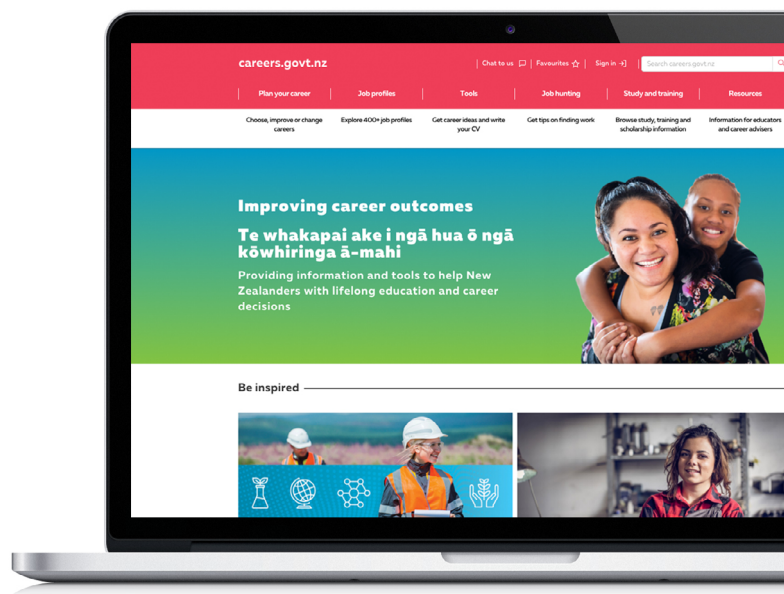 careers.govt.nz
Chat to us
Favourites
Sign in
Search careers.govt.nz
Plan your career
Job profiles
Tools
Job hunting
Study and training
Resources
Choose, improve or change
careers
Explore 400+ job profiles
Get career ideas and write
your CV
Get tips on finding work
Browse study, training and
scholarship information
Information for educators
and career advisers
Improving career outcomes
Te whakapai ake i ngā hua ō ngā
kōwhiringa ā-mahi
Providing information and tools to help New
Zealanders with lifelong education and career
decisions
Be inspired